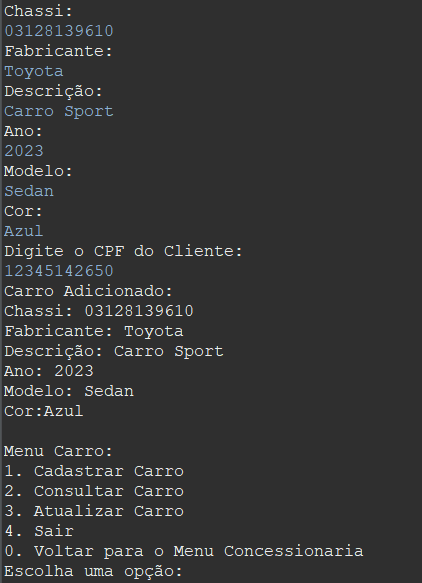 Chassi:
03128139610
Fabricante:
Toyota
Descrição:
Carro Sport
Ano:
2023
Modelo:
Sedan
Cor:
Azul
Digite o CPF do Cliente:
12345142650
Carro Adicionado:
Chassi: 03128139610
Fabricante: Toyota
Descrição: Carro Sport
Ano: 2023
Modelo: Sedan
Cor:Azul
Menu Carro:
1. Cadastrar Carro
2. Consultar Carro
3. Atualizar Carro
4. Sair
0. Voltar para o Menu Concessionaria
Escolha uma opção: